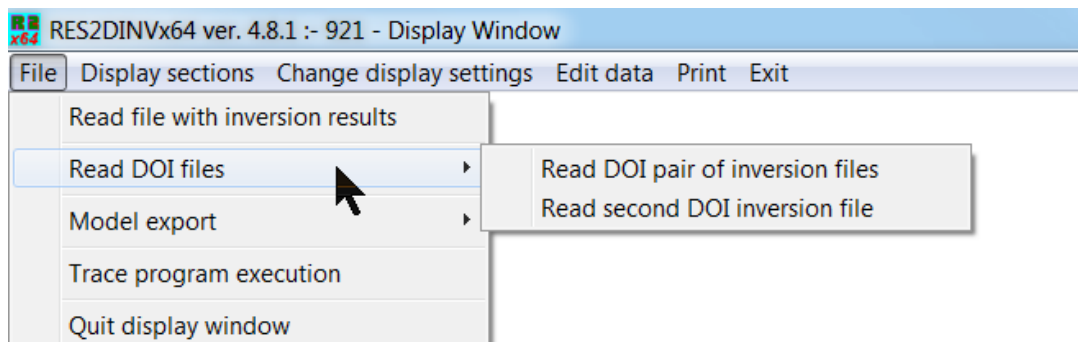 R2 x64 RES2DINVx64 ver. 4.8.1 :- 921 - Display Window
File Display sections Change display settings Edit data Print Exit
Read file with inversion results
Read DOI files
Read DOI pair of inversion files
Read second DOI inversion file
Model export
Trace program execution
Quit display window